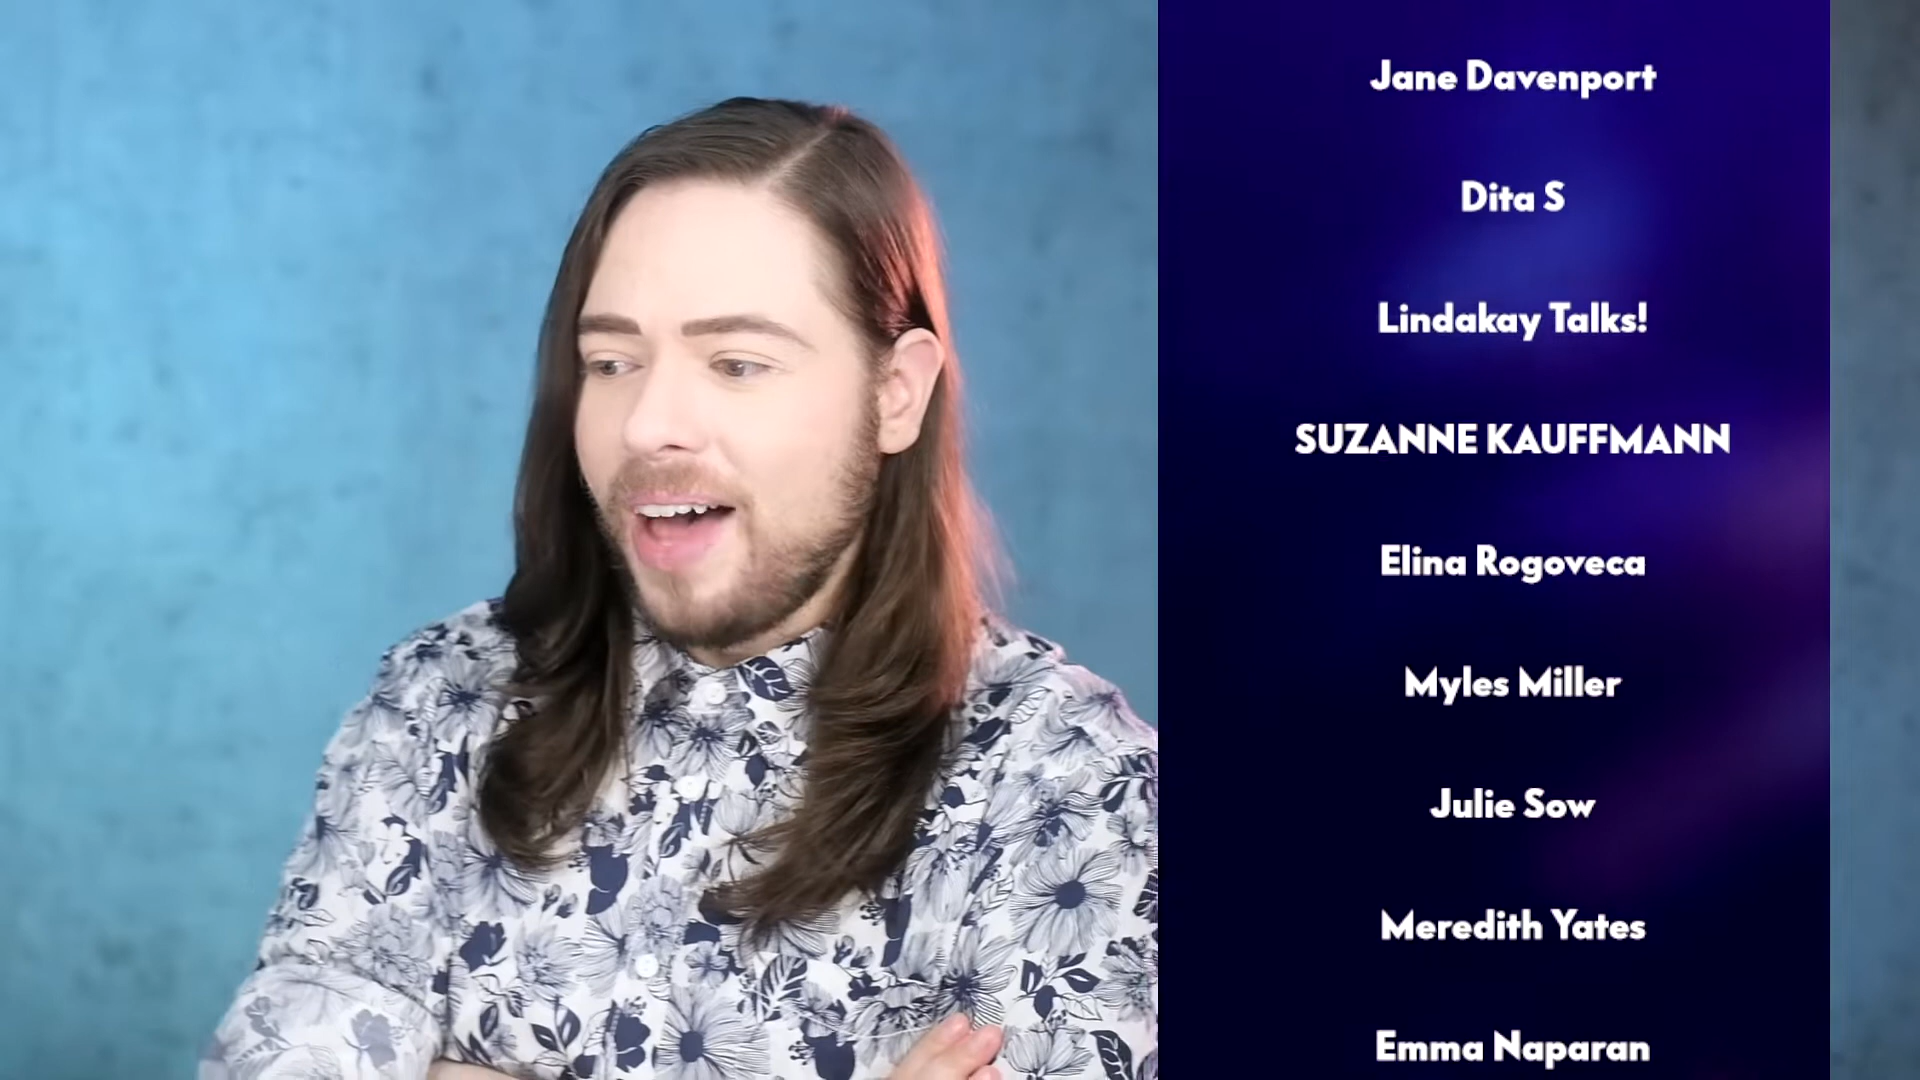 Jane Davenport
Dita S
Lindakay Talks!
SUZANNE KAUFFMANN
Elina Rogoveca
Myles Miller
Julie Sow
Meredith Yates
Emma Naparan